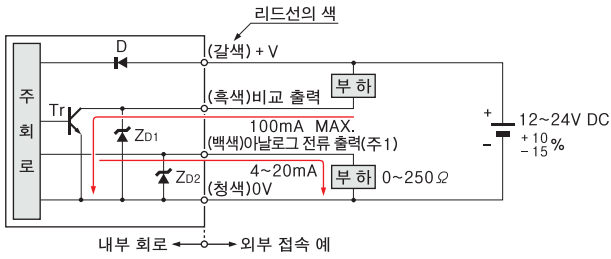 리드선의 색
D
(갈색) + V
주회로
부 하
Tr
(흑색)비교 출력
100mA MAX.
ZD1
+
12~24V DC
+10
-15 %
-
(백색)아날로그 전류 출력(주1)
4~20mA
ZD2
부 하
0~250Ω
(청색)0V
내부 회로
외부 접속 예